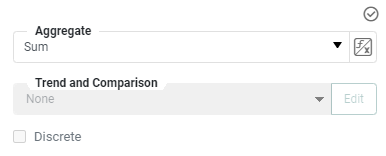 Aggregate
Sum
f/x
Trend and Comparison
None
Edit
Discrete